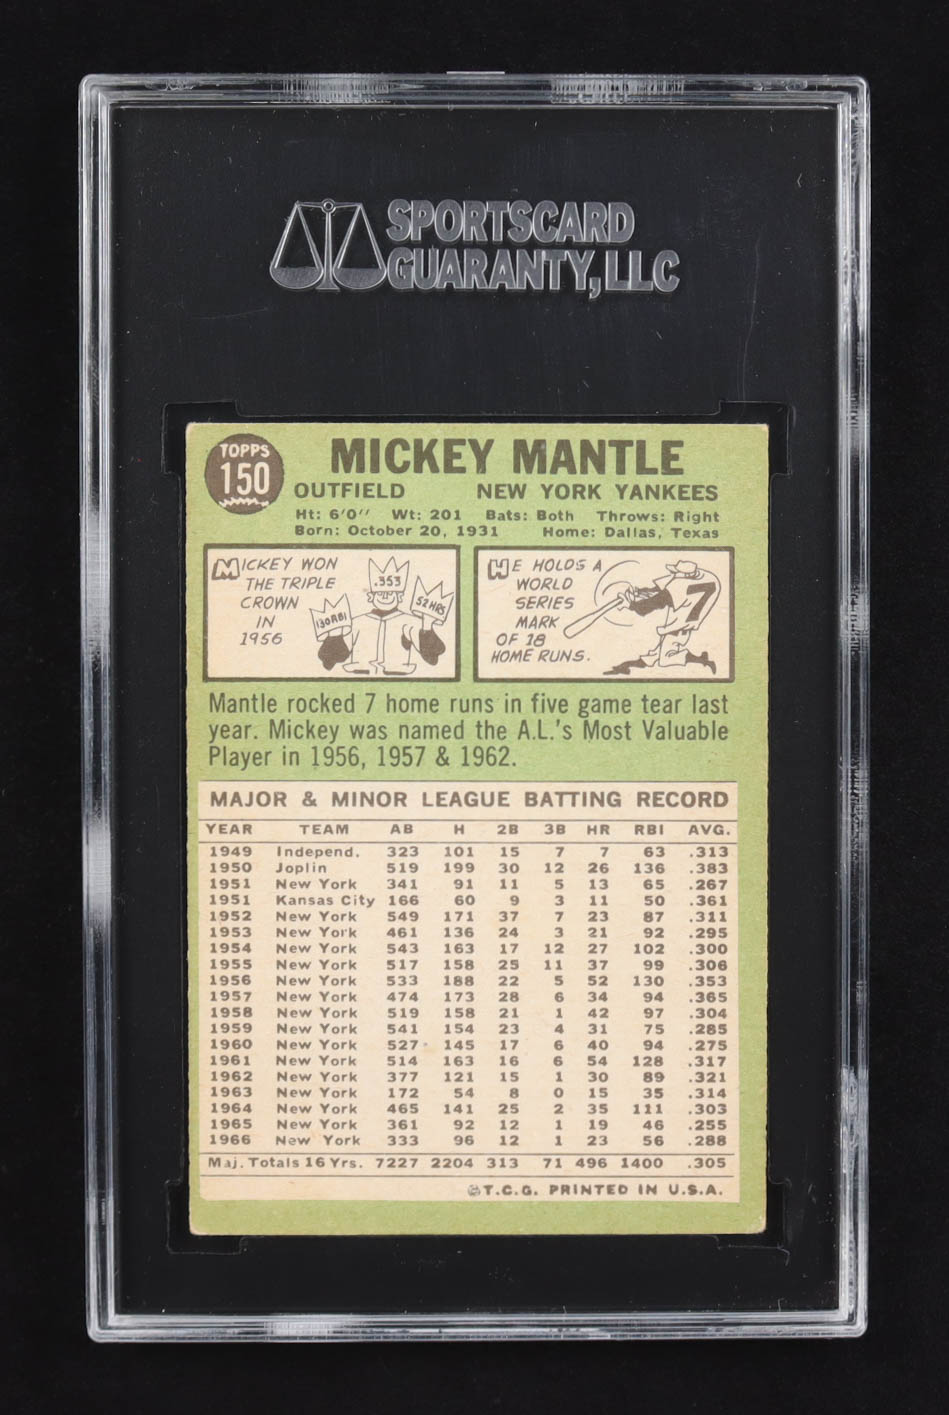 SPORTSCARD
GUARANTY, LLC
TOPPS
150
MICKEY MANTLE
OUTFIELD NEW YORK YANKEES
Ht: 6'0" Wt: 201 Bats: Both Throws: Right
Born: October 20, 1931 Home: Dallas, Texas
MICKEY WON
THE TRIPLE
CROWN
IN
1956
.353
130 RBI
52 HRS
HE HOLDS A
WORLD
SERIES
MARK
OF 18
HOME RUNS.
7
Mantle rocked 7 home runs in five game tear last
year. Mickey was named the A.L.'s Most Valuable
Player in 1956, 1957 & 1962.
MAJOR & MINOR LEAGUE BATTING RECORD
YEAR TEAM AB H 2B 3B HR RBI AVG.
1949 Independ. 323 101 15 7 7 63 .313
1950 Joplin 519 199 30 12 26 136 .383
1951 New York 341 91 11 5 13 65 .267
1951 Kansas City 166 60 9 3 11 50 .361
1952 New York 549 171 37 7 23 87 .311
1953 New York 461 136 24 3 21 92 .295
1954 New York 543 163 17 12 27 102 .300
1955 New York 517 158 25 11 37 99 .306
1956 New York 533 188 22 5 52 130 .353
1957 New York 474 173 28 6 34 94 .365
1958 New York 519 158 21 1 42 97 .304
1959 New York 541 154 23 4 31 75 .285
1960 New York 527 145 17 6 40 94 .275
1961 New York 514 163 16 6 54 128 .317
1962 New York 377 121 15 1 30 89 .321
1963 New York 172 54 8 0 15 35 .314
1964 New York 465 141 25 2 35 111 .303
1965 New York 361 92 12 1 19 46 .255
1966 New York 333 96 12 1 23 56 .288
Maj. Totals 16 Yrs. 7227 2204 313 71 496 1400 .305
©T.C.G. PRINTED IN U.S.A.